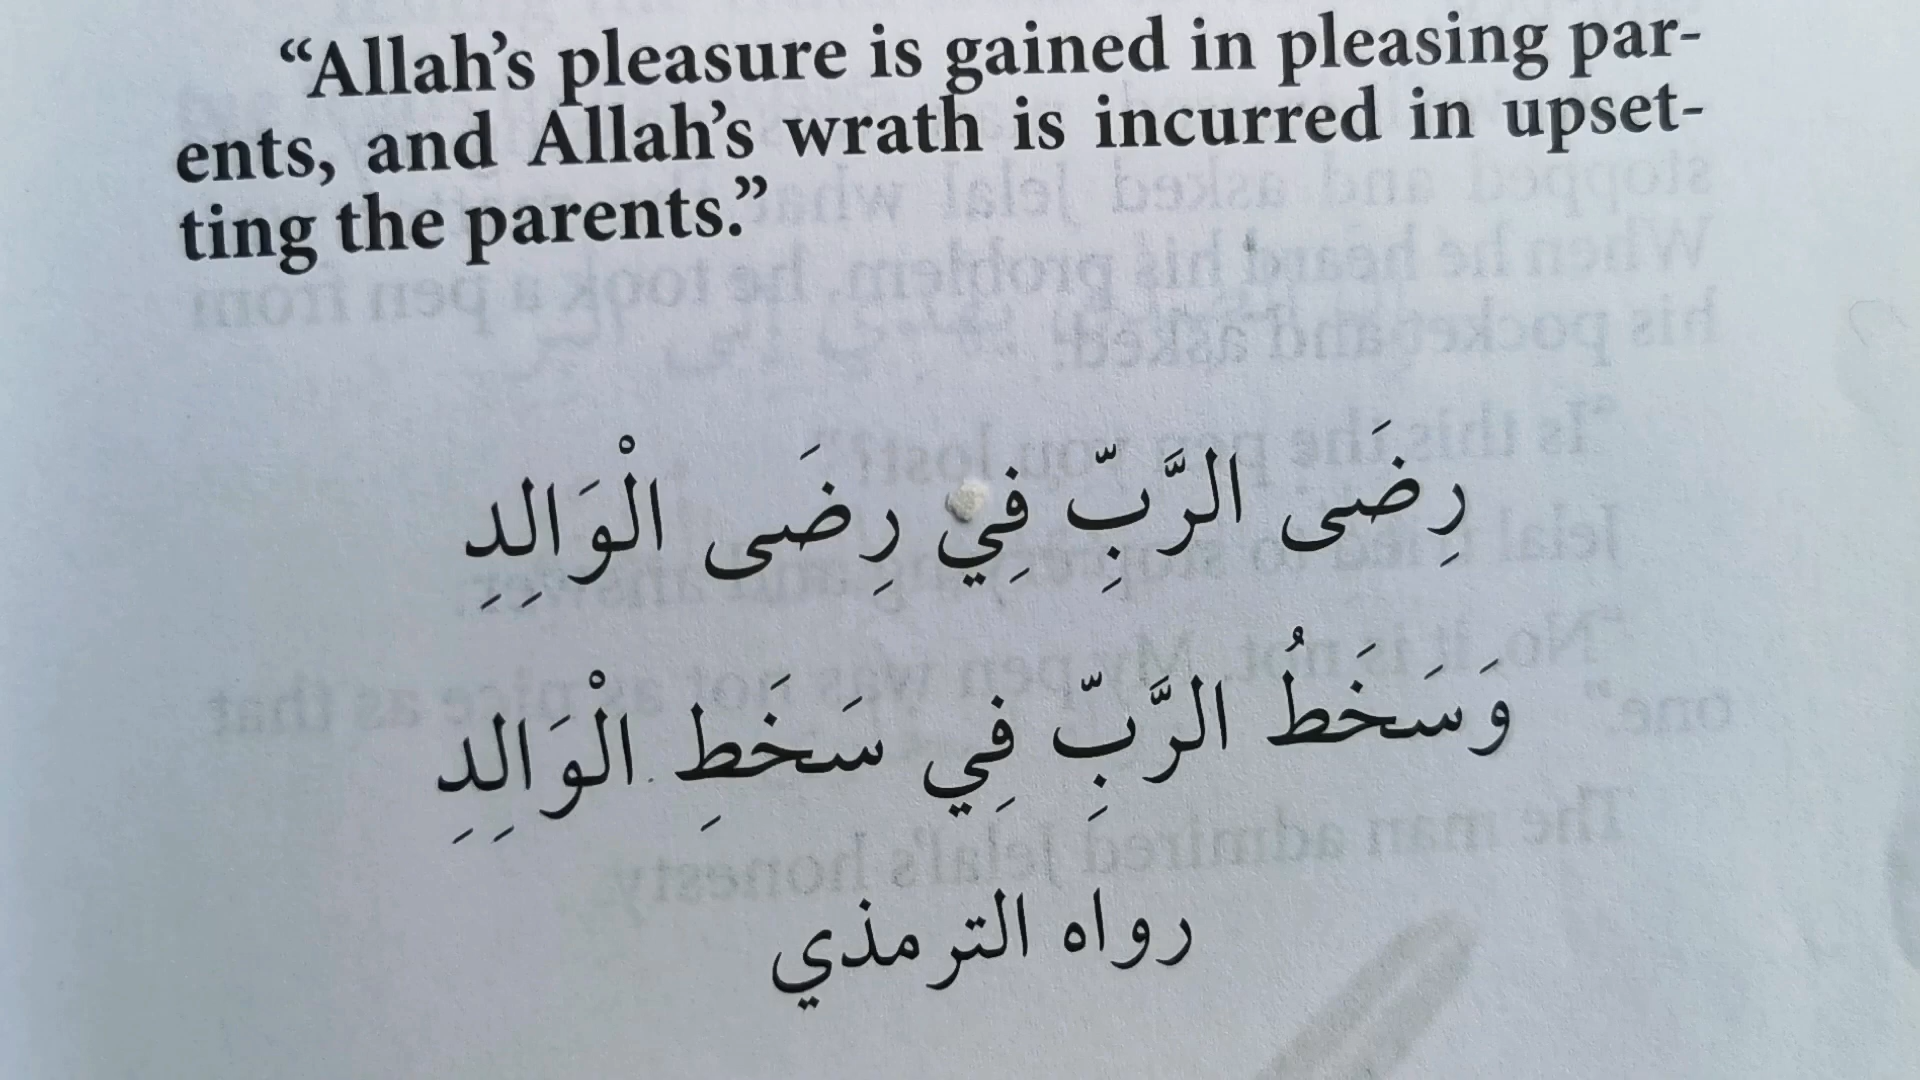 “Allah’s pleasure is gained in pleasing par-
ents, and Allah’s wrath is incurred in upset-
ting the parents.”
رِضَى الرَّبِّ فِي رِضَى الْوَالِدِ
وَسَخَطُ الرَّبِّ فِي سَخَطِ الْوَالِدِ
رواه الترمذي